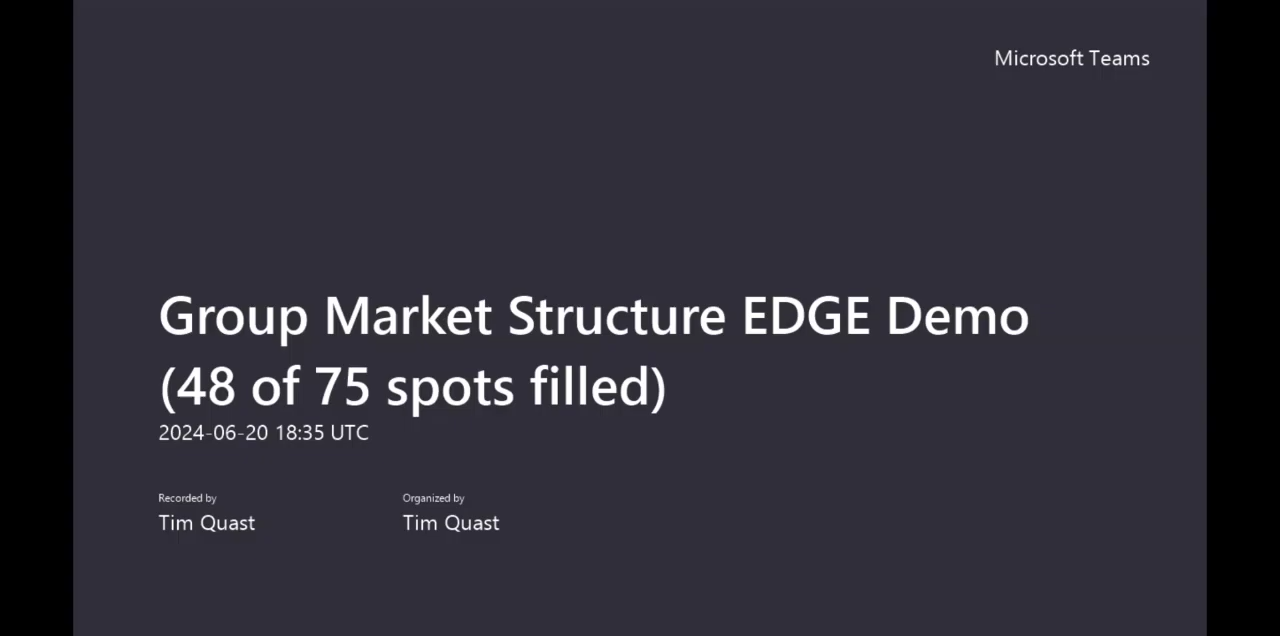 Microsoft Teams
Group Market Structure EDGE Demo
(48 of 75 spots filled)
2024-06-20 18:35 UTC
Recorded by
Tim Quast
Organized by
Tim Quast